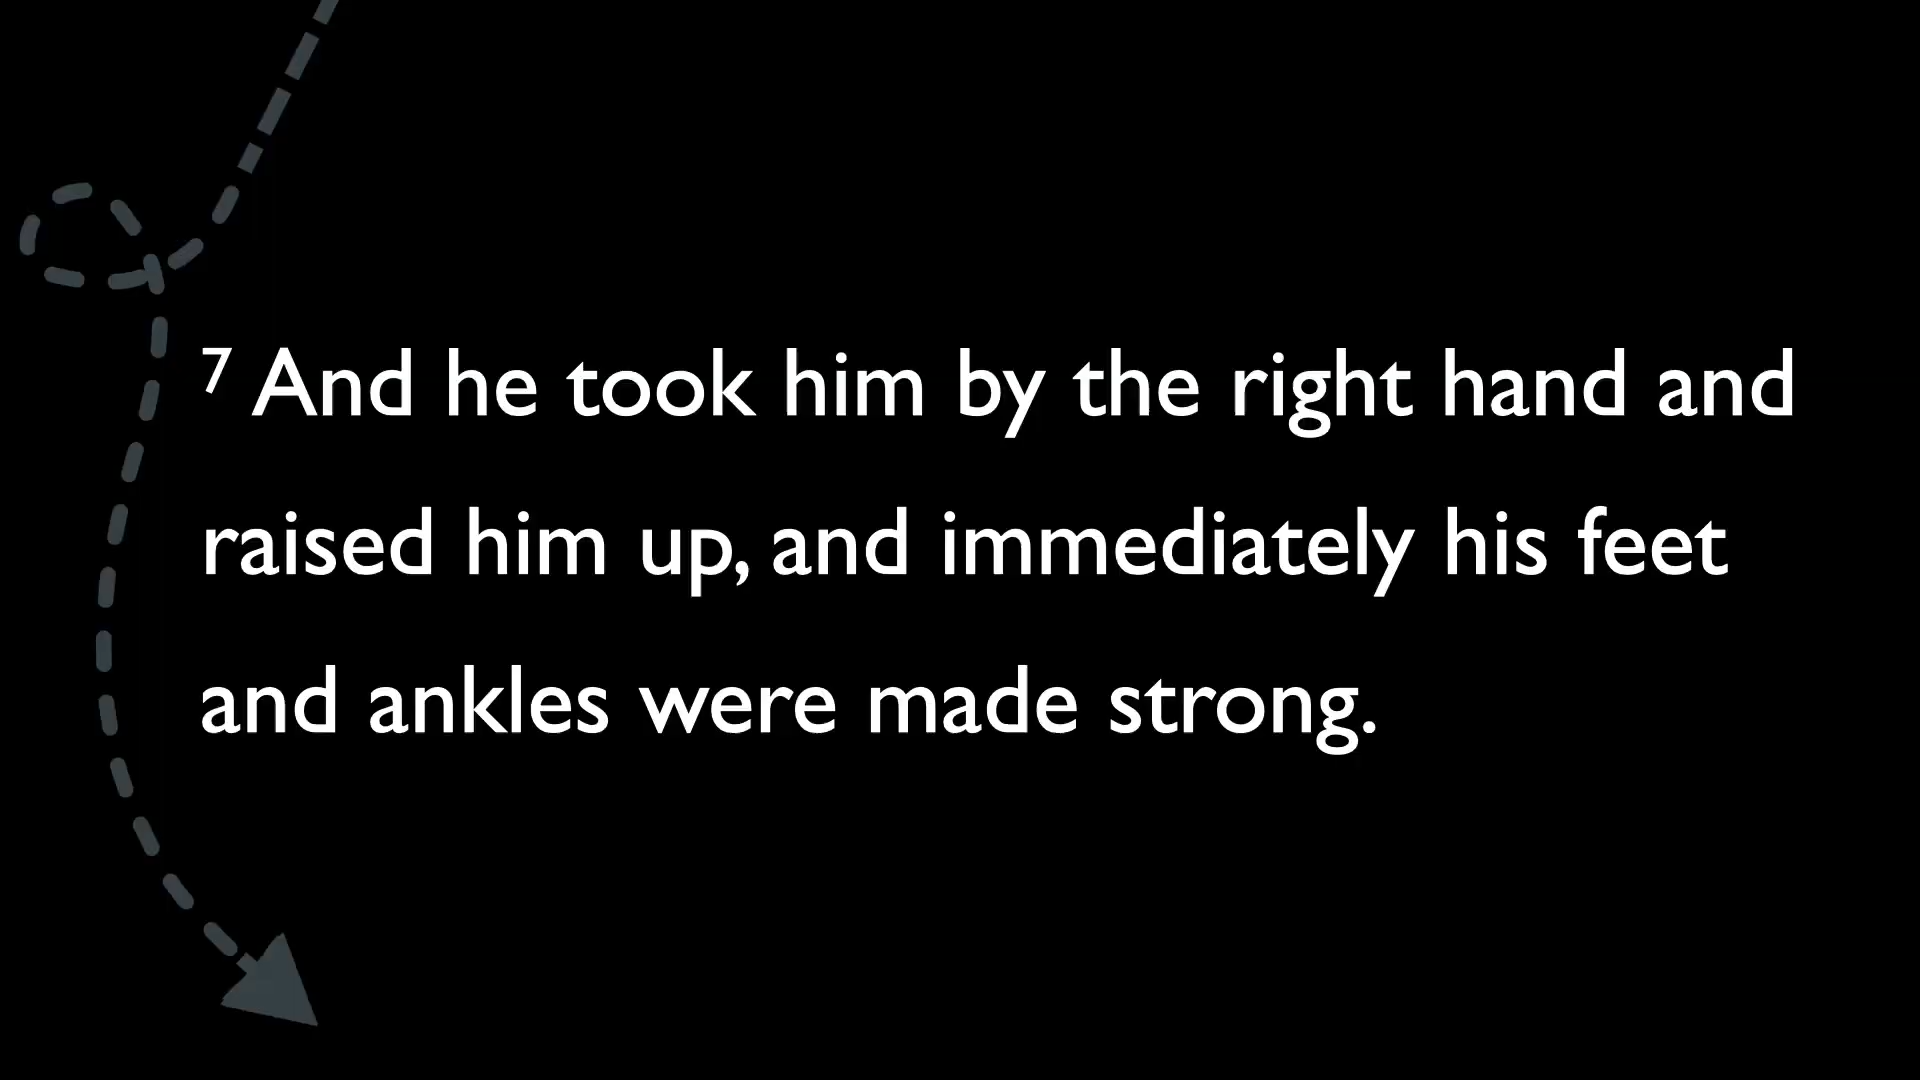 ⁷ And he took him by the right hand and
raised him up, and immediately his feet
and ankles were made strong.